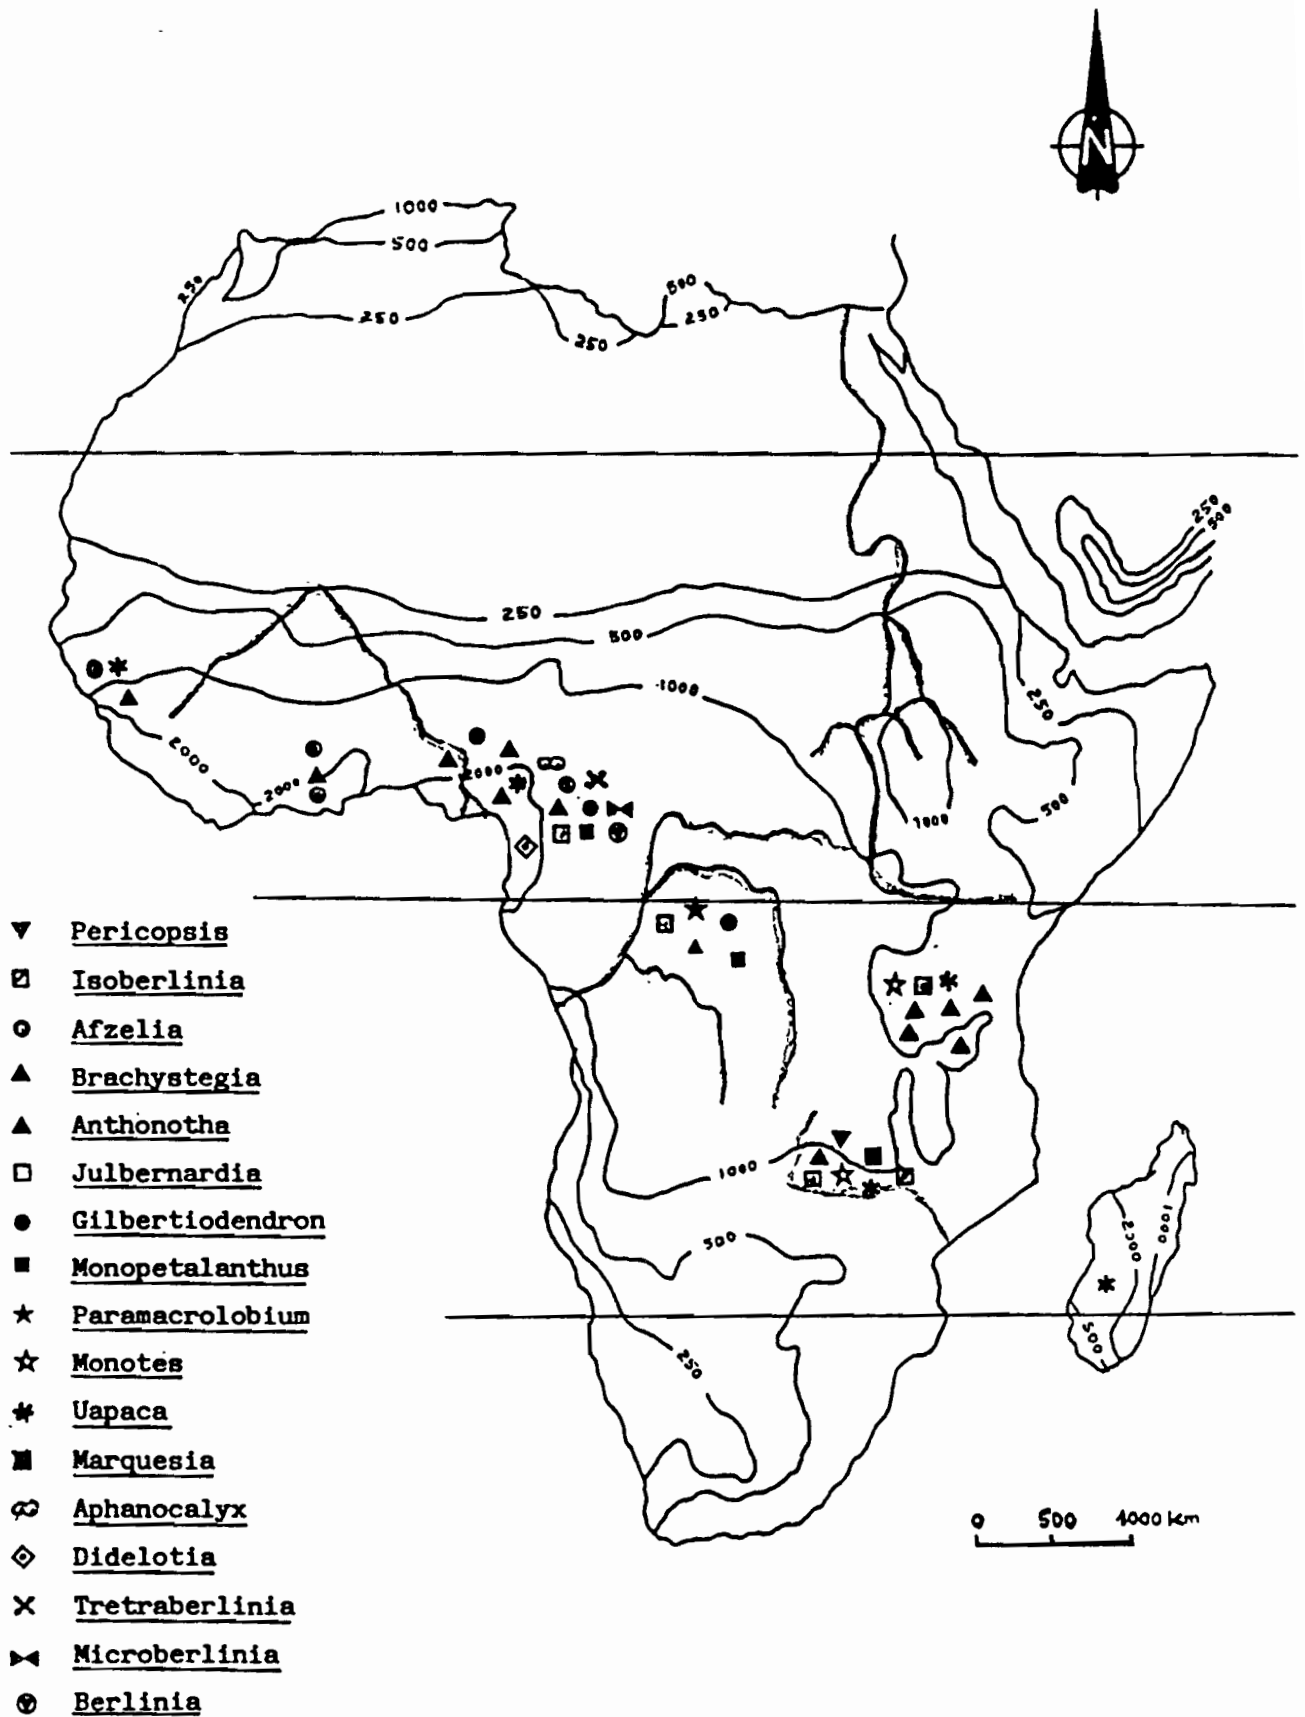 N
1000
500
250
250
500
250
250
250
500
250
500
1000
250
2000
2000
2000
1000
500
1000
500
250
2000
1000
500
Pericopsis
Isoberlinia
Afzelia
Brachystegia
Anthonotha
Julbernardia
Gilbertiodendron
Monopetalanthus
Paramacrolobium
Monotes
Uapaca
Marquesia
Aphanocalyx
Didelotia
Tretraberlinia
Microberlinia
Berlinia
0 500 1000 km